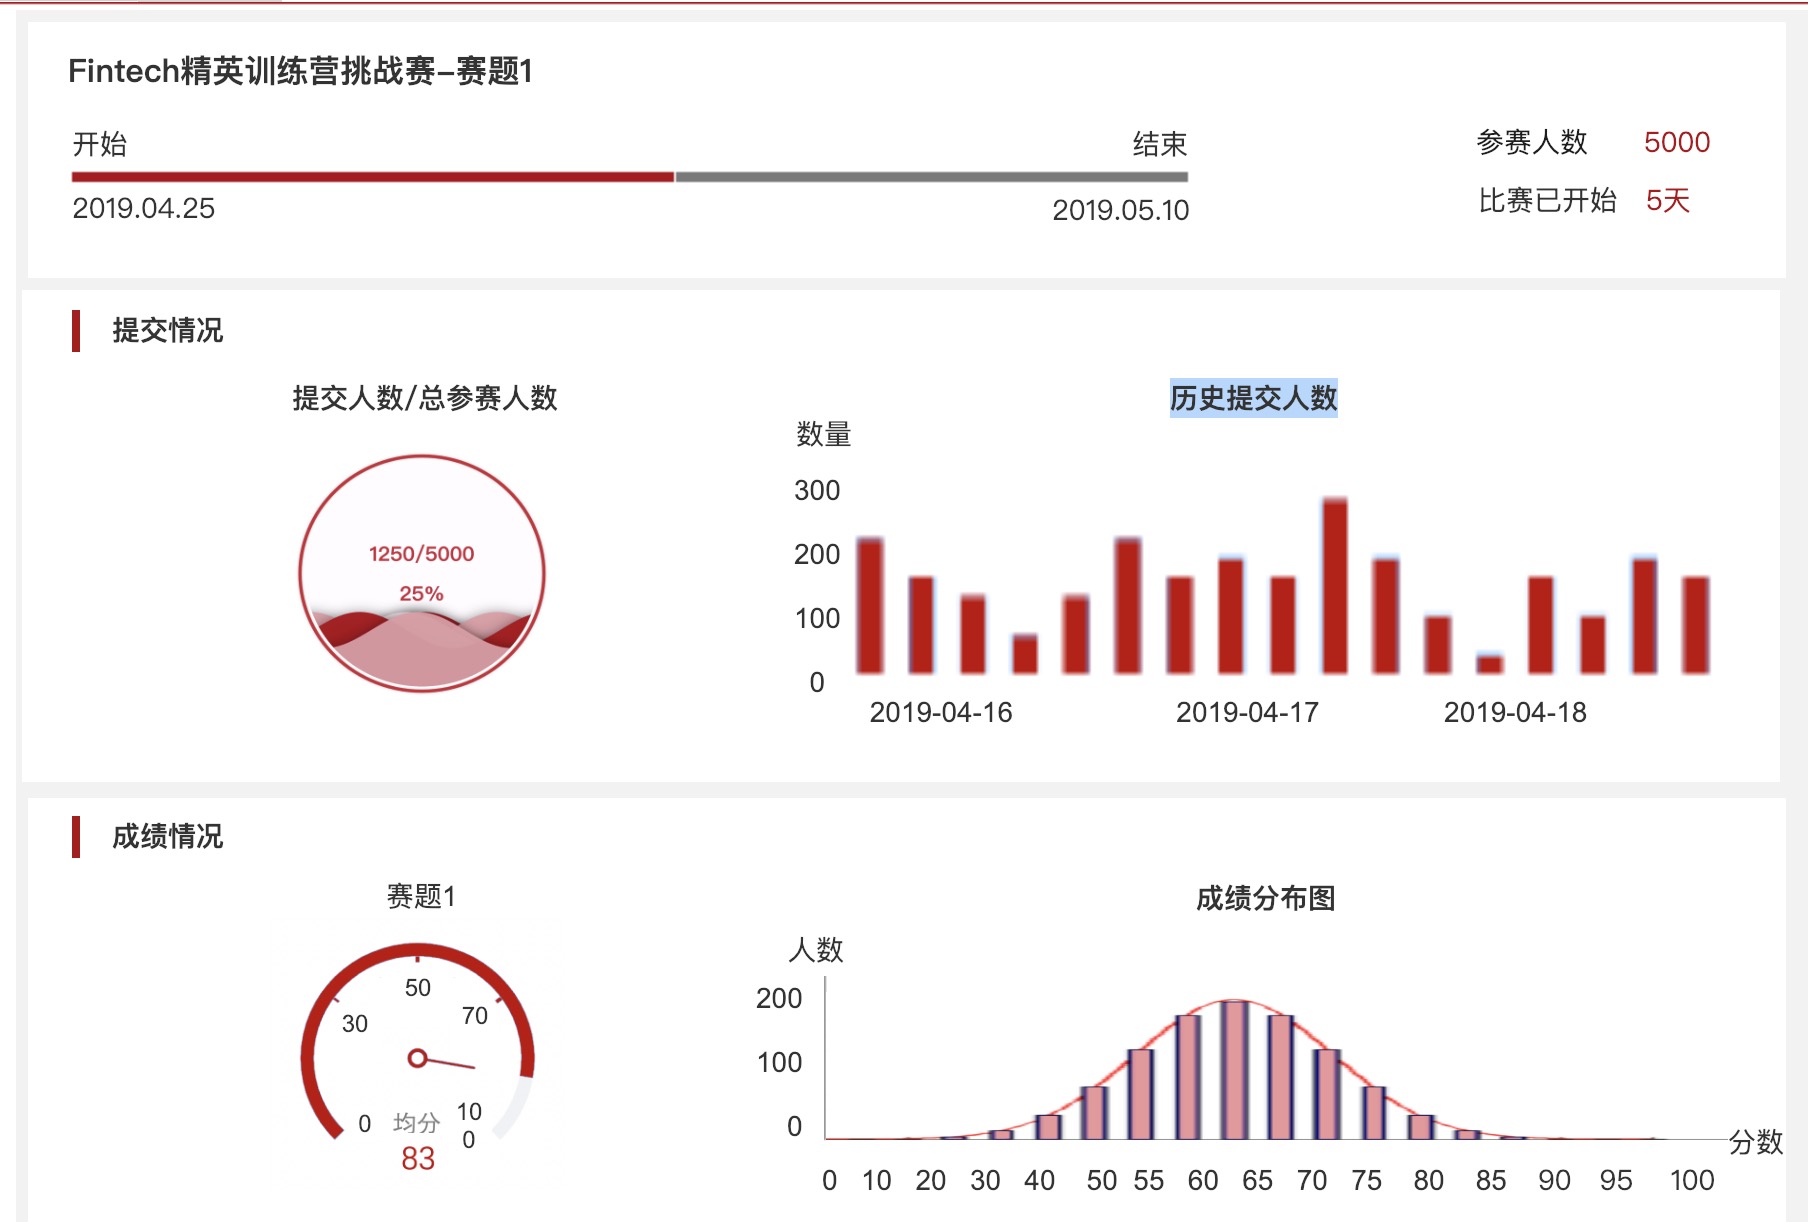 Fintech精英训练营挑战赛–赛题1
开始 结束
2019.04.25 2019.05.10
参赛人数 5000
比赛已开始 5天
提交情况
提交人数/总参赛人数
1250/5000
25%
历史提交人数
数量
300
200
100
0
2019-04-16 2019-04-17 2019-04-18
成绩情况
赛题1
50
30 70
0 均分 10
0
83
成绩分布图
人数
200
100
0
分数
0 10 20 30 40 50 55 60 65 70 75 80 85 90 95 100